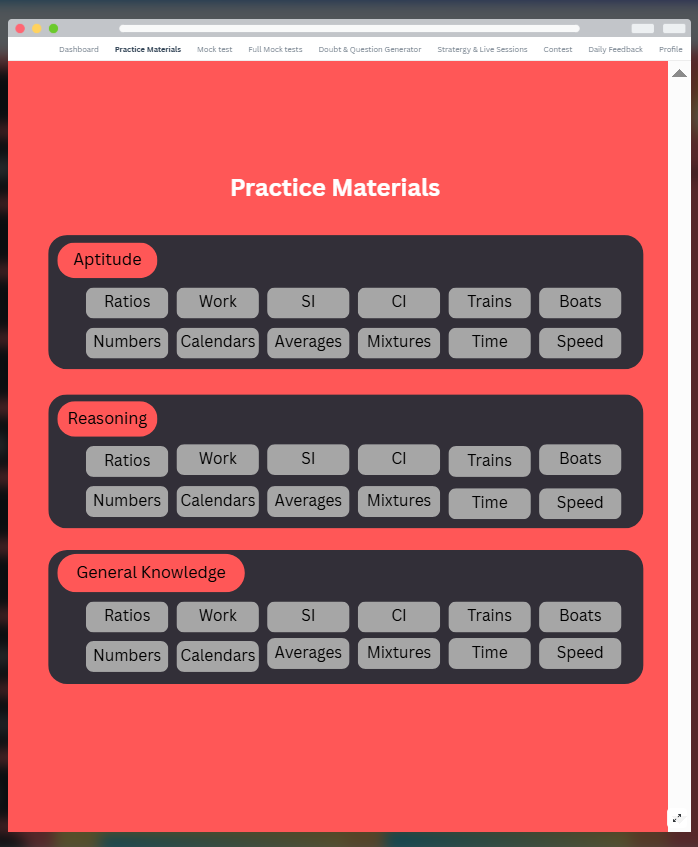 Dashboard Practice Materials Mock test Full Mock tests Doubt & Question Generator Stratergy & Live Sessions Contest Daily Feedback Profile
Practice Materials
Aptitude
Ratios Work SI CI Trains Boats
Numbers Calendars Averages Mixtures Time Speed
Reasoning
Ratios Work SI CI Trains Boats
Numbers Calendars Averages Mixtures Time Speed
General Knowledge
Ratios Work SI CI Trains Boats
Numbers Calendars Averages Mixtures Time Speed